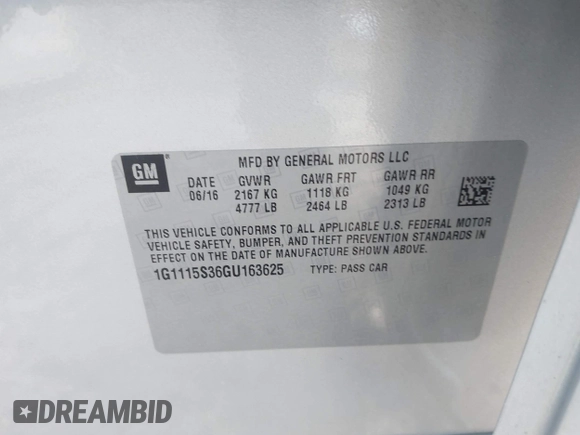 GM ®
MFD BY GENERAL MOTORS LLC
DATE GVWR GAWR FRT GAWR RR
06/16 2167 KG 1118 KG 1049 KG
4777 LB 2464 LB 2313 LB
THIS VEHICLE CONFORMS TO ALL APPLICABLE U.S. FEDERAL MOTOR
VEHICLE SAFETY, BUMPER, AND THEFT PREVENTION STANDARDS IN
EFFECT ON THE DATE OF MANUFACTURE SHOWN ABOVE.
1G1115S36GU163625 TYPE: PASS CAR
DREAMBID